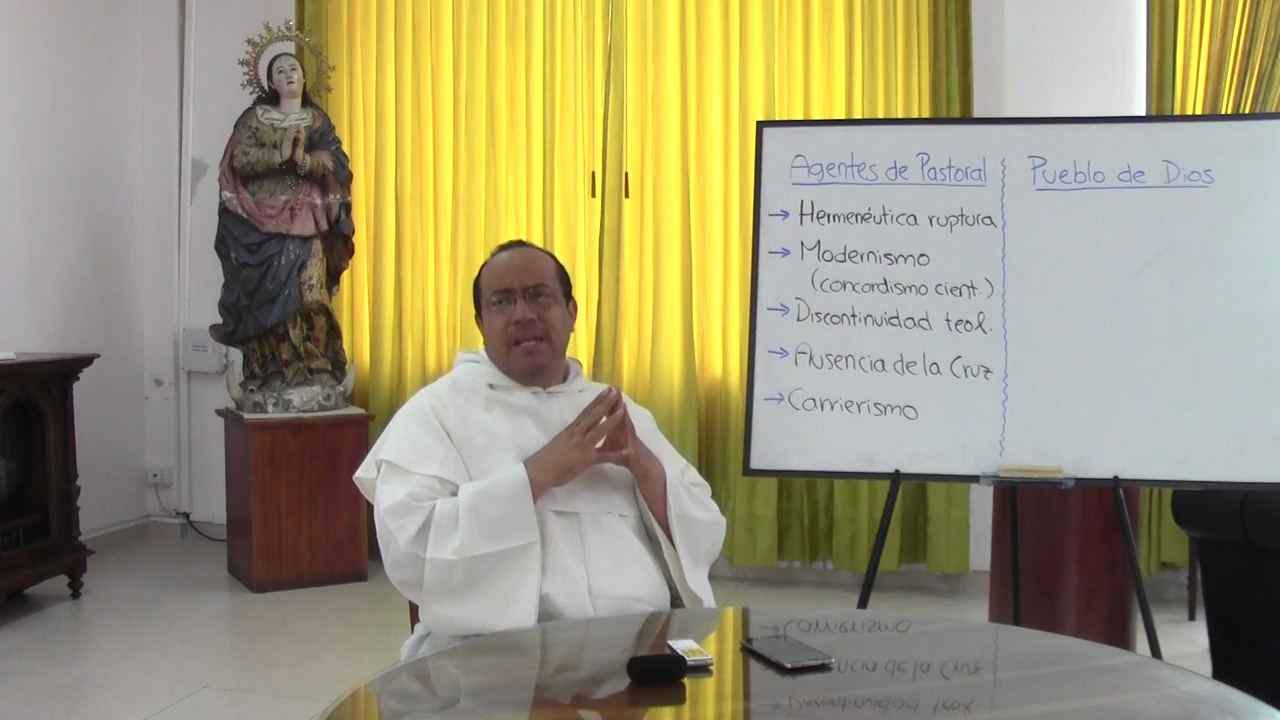 Agentes de Pastoral
→ Hermenéutica ruptura
→ Modernismo
(concordismo cient.)
→ Discontinuidad teol.
→ Ausencia de la Cruz
→ Carrierismo
Pueblo de Dios